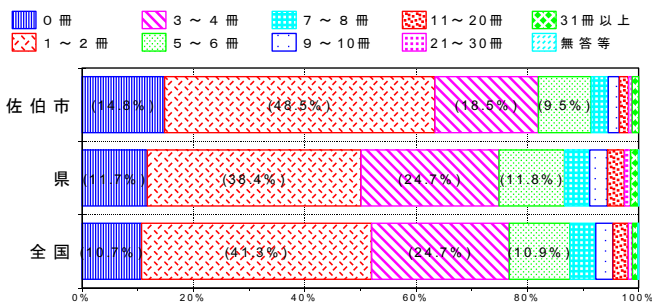 ０冊 ３～４冊 ７～８冊 11～20冊 31冊以上
１～２冊 ５～６冊 ９～10冊 21～30冊 無答等
佐伯市 (14.8%) (48.5%) (18.5%) (9.5%)
県 (11.7%) (38.4%) (24.7%) (11.8%)
全国 (10.7%) (41.3%) (24.7%) (10.9%)
0% 20% 40% 60% 80% 100%